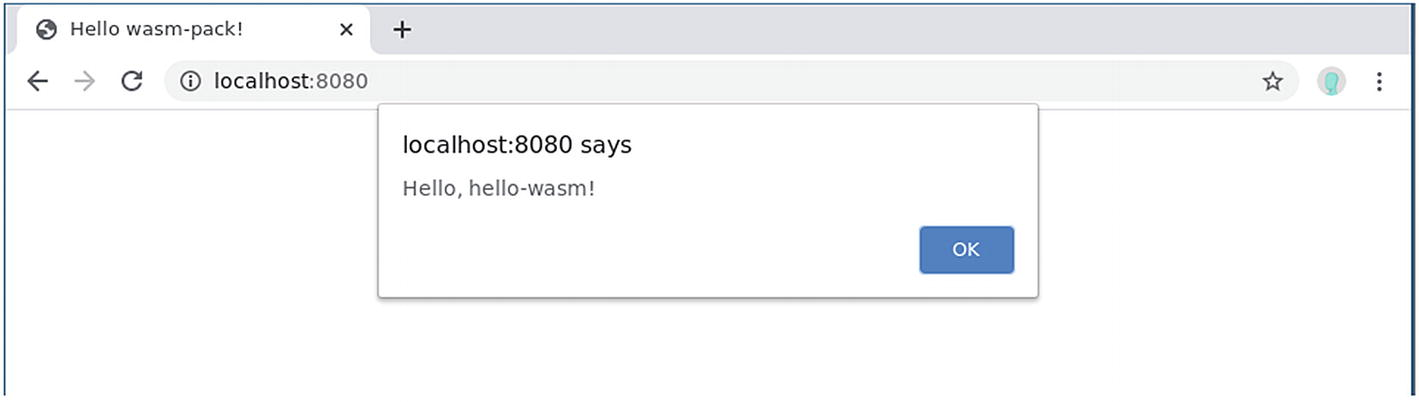 Hello wasm-pack!
localhost:8080
localhost:8080 says
Hello, hello-wasm!
OK